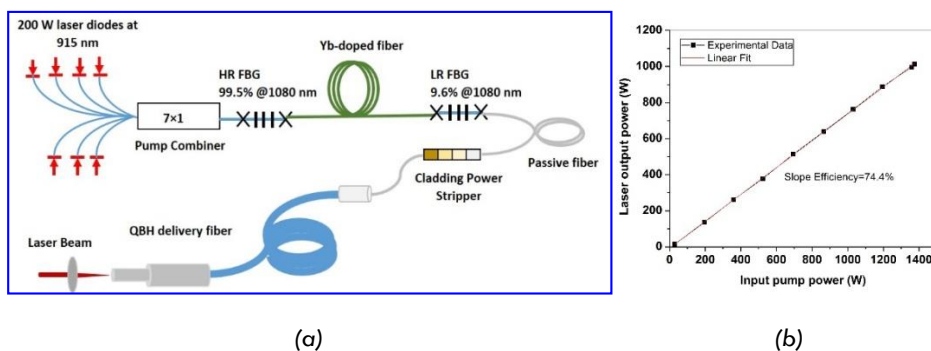 200 W laser diodes at
915 nm
7×1
Pump Combiner
HR FBG
99.5% @1080 nm
Yb-doped fiber
LR FBG
9.6% @1080 nm
Passive fiber
Cladding Power
Stripper
QBH delivery fiber
Laser Beam
(a)
Laser output power (W)
1200
1000
800
600
400
200
0
Experimental Data
Linear Fit
Slope Efficiency=74.4%
0 200 400 600 800 1000 1200 1400
Input pump power (W)
(b)